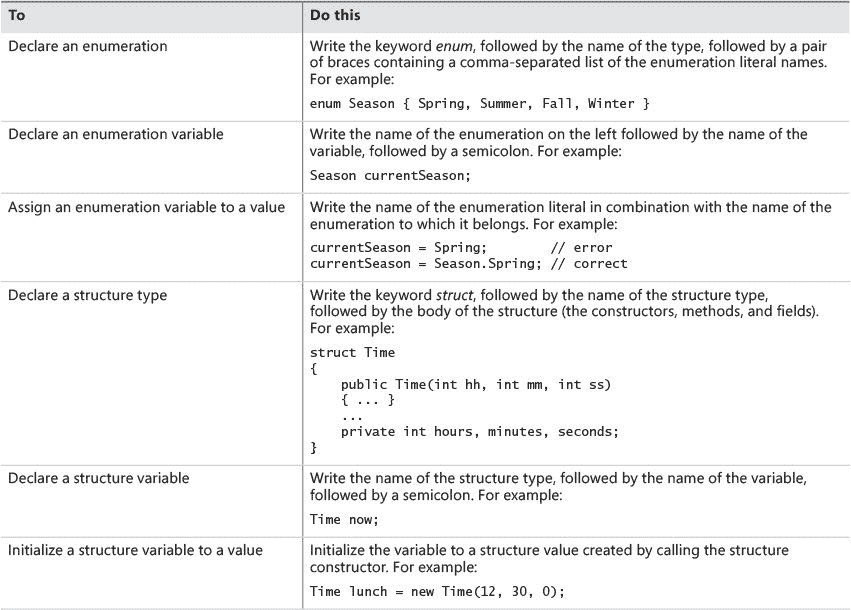 To
Do this
Declare an enumeration
Write the keyword enum, followed by the name of the type, followed by a pair
of braces containing a comma-separated list of the enumeration literal names.
For example:
enum Season { Spring, Summer, Fall, Winter }
Declare an enumeration variable
Write the name of the enumeration on the left followed by the name of the
variable, followed by a semicolon. For example:
Season currentSeason;
Assign an enumeration variable to a value
Write the name of the enumeration literal in combination with the name of the
enumeration to which it belongs. For example:
currentSeason = Spring;        // error
currentSeason = Season.Spring; // correct
Declare a structure type
Write the keyword struct, followed by the name of the structure type,
followed by the body of the structure (the constructors, methods, and fields).
For example:
struct Time
{
    public Time(int hh, int mm, int ss)
    { ... }
    ...
    private int hours, minutes, seconds;
}
Declare a structure variable
Write the name of the structure type, followed by the name of the variable,
followed by a semicolon. For example:
Time now;
Initialize a structure variable to a value
Initialize the variable to a structure value created by calling the structure
constructor. For example:
Time lunch = new Time(12, 30, 0);